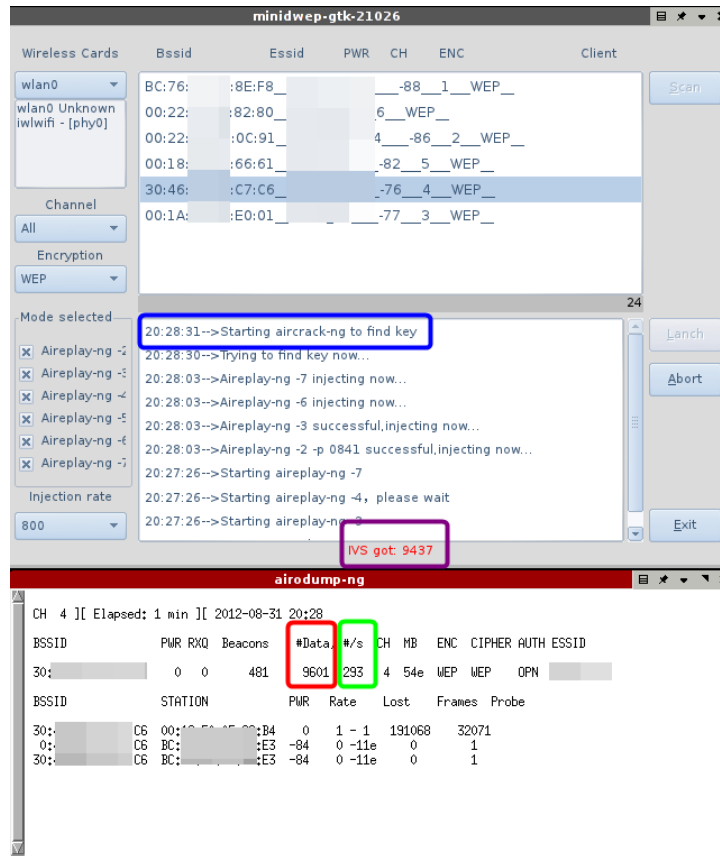 minidwep-gtk-21026
Wireless Cards Bssid Essid PWR CH ENC Client
wlan0
wlan0 Unknown
iwlwifi - [phy0]
BC:76: :8E:F8__ ___-88__1__WEP__
00:22: :82:80__ _6__WEP__
00:22: :0C:91__ 4___-86__2__WEP__
00:18: :66:61__ _-82__5__WEP__
30:46: :C7:C6__ _-76__4__WEP__
00:1A: :E0:01__ _-77__3__WEP__
Scan
Channel
All
Encryption
WEP
24
Mode selected
Aireplay-ng -2
Aireplay-ng -3
Aireplay-ng -4
Aireplay-ng -5
Aireplay-ng -6
Aireplay-ng -7
Injection rate
800
20:28:31-->Starting aircrack-ng to find key
20:28:30-->Trying to find key now...
20:28:03-->Aireplay-ng -7 injecting now...
20:28:03-->Aireplay-ng -6 injecting now...
20:28:03-->Aireplay-ng -3 successful,injecting now...
20:28:03-->Aireplay-ng -2 -p 0841 successful,injecting now...
20:27:26-->Starting aireplay-ng -7
20:27:26-->Starting aireplay-ng -4, please wait
20:27:26-->Starting aireplay-ng -3
Lanch
Abort
Exit
IVS got: 9437
airodump-ng
CH 4 ][ Elapsed: 1 min ][ 2012-08-31 20:28
BSSID PWR RXQ Beacons #Data, #/s CH MB ENC CIPHER AUTH ESSID
30: 0 0 481 9601 293 4 54e WEP WEP OPN
BSSID STATION PWR Rate Lost Frames Probe
30: C6 00: :B4 0 1 - 1 191068 32071
0: C6 BC: :E3 -84 0 -11e 0 1
30: C6 BC: :E3 -84 0 -11e 0 1